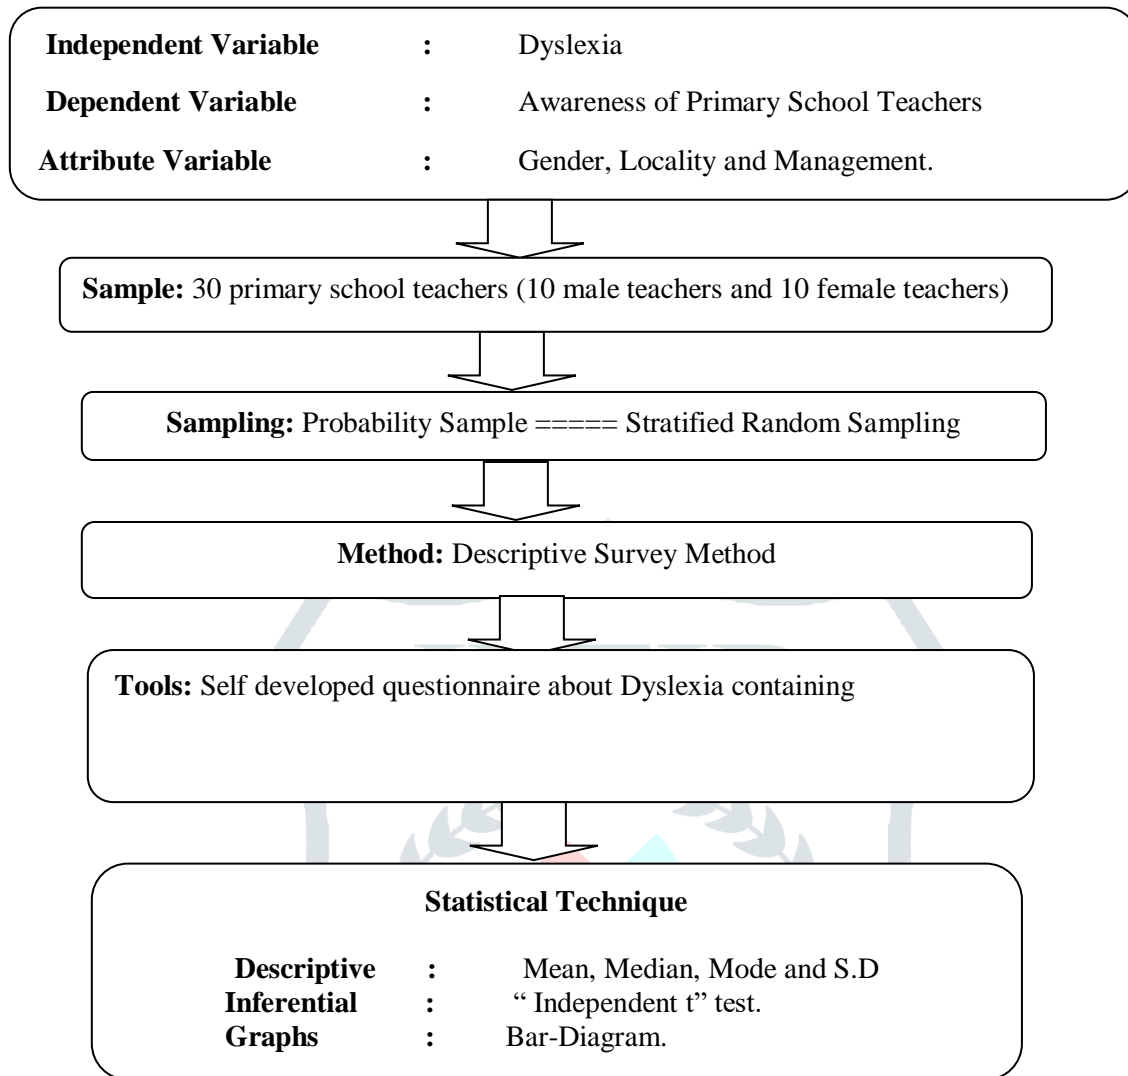 Independent Variable : Dyslexia
Dependent Variable : Awareness of Primary School Teachers
Attribute Variable : Gender, Locality and Management.
Sample: 30 primary school teachers (10 male teachers and 10 female teachers)
Sampling: Probability Sample ===== Stratified Random Sampling
Method: Descriptive Survey Method
Tools: Self developed questionnaire about Dyslexia containing
Statistical Technique
Descriptive : Mean, Median, Mode and S.D
Inferential : “ Independent t” test.
Graphs : Bar-Diagram.